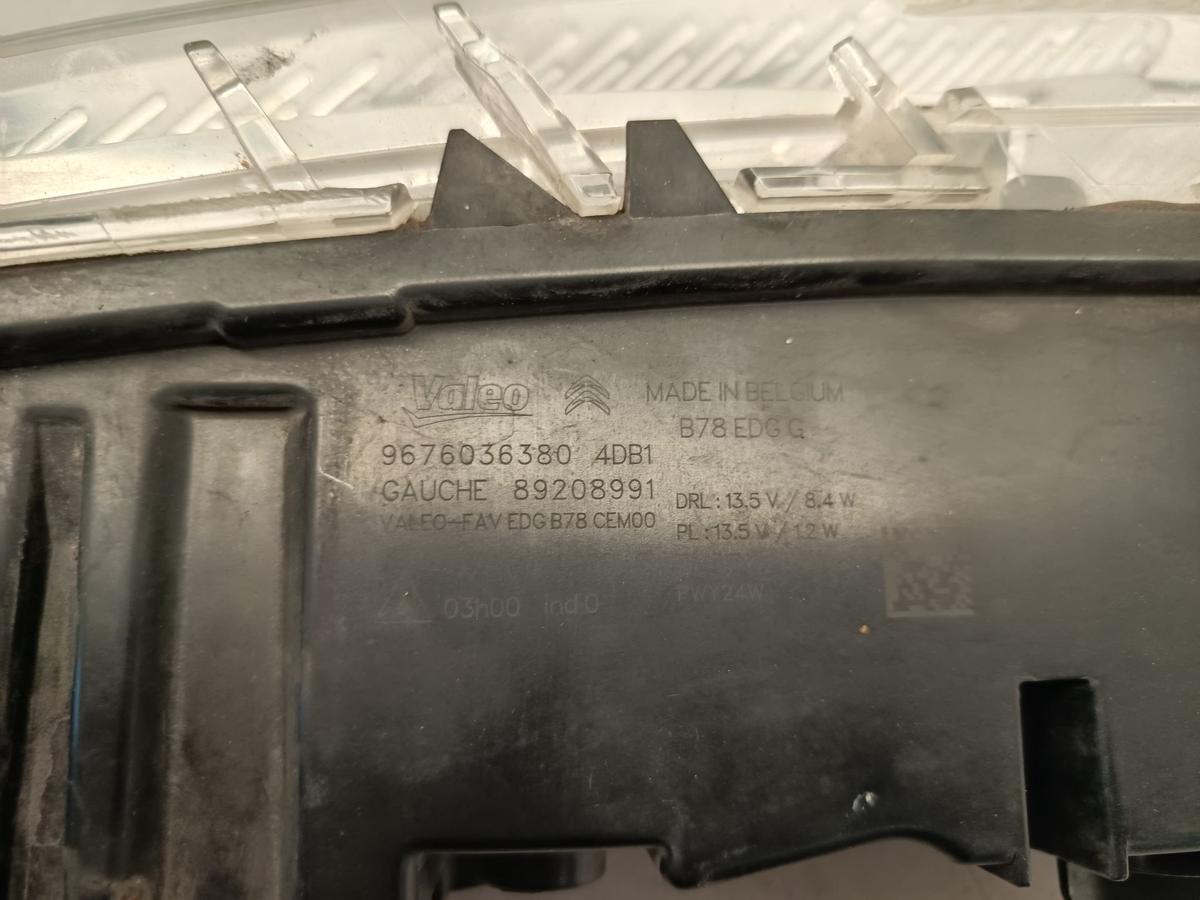 Valeo MADE IN BELGIUM
B78 EDG G
9676036380 4DB1
GAUCHE 89208991
DRL : 13.5 V / 8.4 W
VALEO-FAV EDG B78 CEM00
PL : 13.5 V / 1.2 W
03h00 ind 0
PWY24W